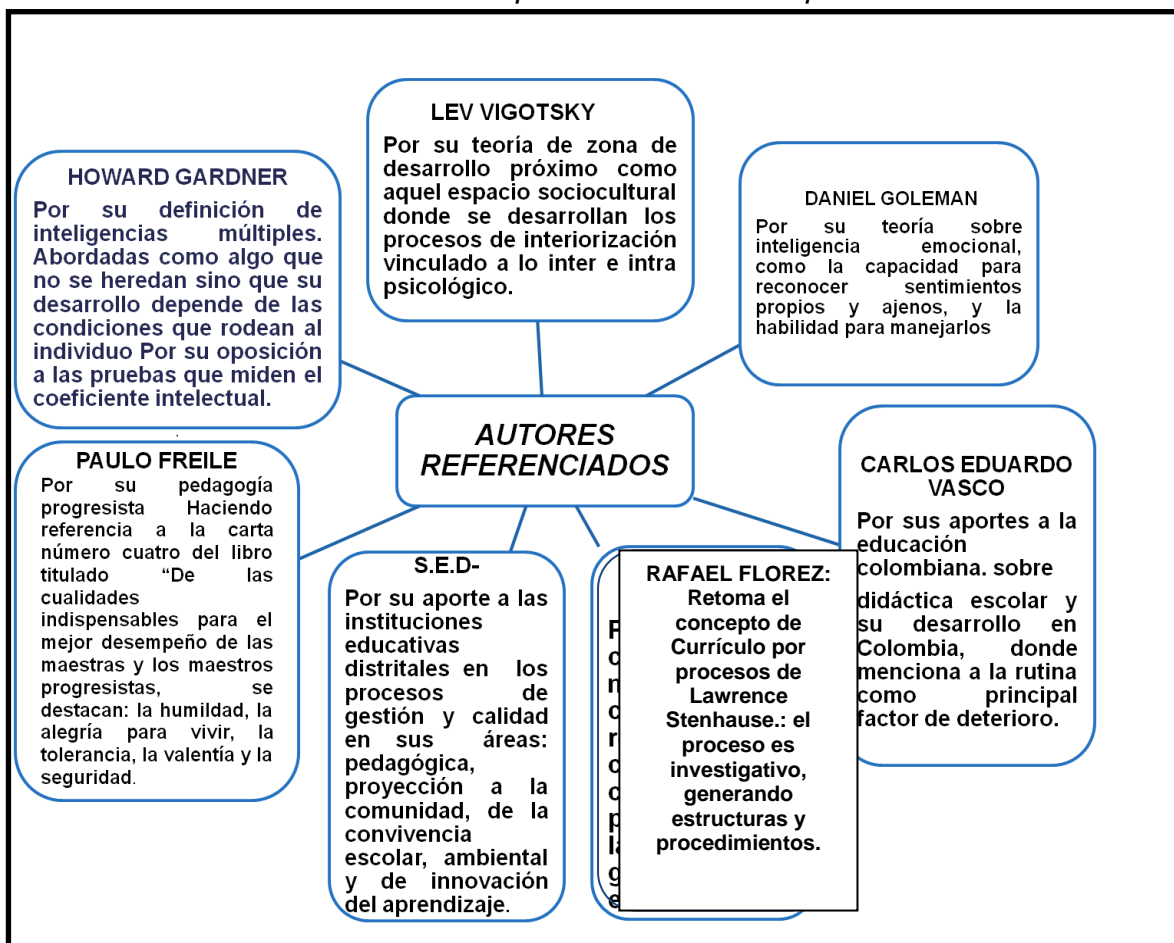 LEV VIGOTSKY
Por su teoría de zona de
desarrollo próximo como
aquel espacio sociocultural
donde se desarrollan los
procesos de interiorización
vinculado a lo inter e intra
psicológico.
HOWARD GARDNER
Por su definición de
inteligencias múltiples.
Abordadas como algo que
no se heredan sino que su
desarrollo depende de las
condiciones que rodean al
individuo Por su oposición
a las pruebas que miden el
coeficiente intelectual.
DANIEL GOLEMAN
Por su teoría sobre
inteligencia emocional,
como la capacidad para
reconocer sentimientos
propios y ajenos, y la
habilidad para manejarlos
AUTORES
REFERENCIADOS
PAULO FREILE
Por su pedagogía
progresista Haciendo
referencia a la carta
número cuatro del libro
titulado “De las
cualidades
indispensables para el
mejor desempeño de las
maestras y los maestros
progresistas, se
destacan: la humildad, la
alegría para vivir, la
tolerancia, la valentía y la
seguridad.
S.E.D-
Por su aporte a las
instituciones
educativas
distritales en los
procesos de
gestión y calidad
en sus áreas:
pedagógica,
proyección a la
comunidad, de la
convivencia
escolar, ambiental
y de innovación
del aprendizaje.
RAFAEL FLOREZ:
Retoma el
concepto de
Currículo por
procesos de
Lawrence
Stenhause.: el
proceso es
investigativo,
generando
estructuras y
procedimientos.
CARLOS EDUARDO
VASCO
Por sus aportes a la
educación
colombiana. sobre
didáctica escolar y
su desarrollo en
Colombia, donde
menciona a la rutina
como principal
factor de deterioro.